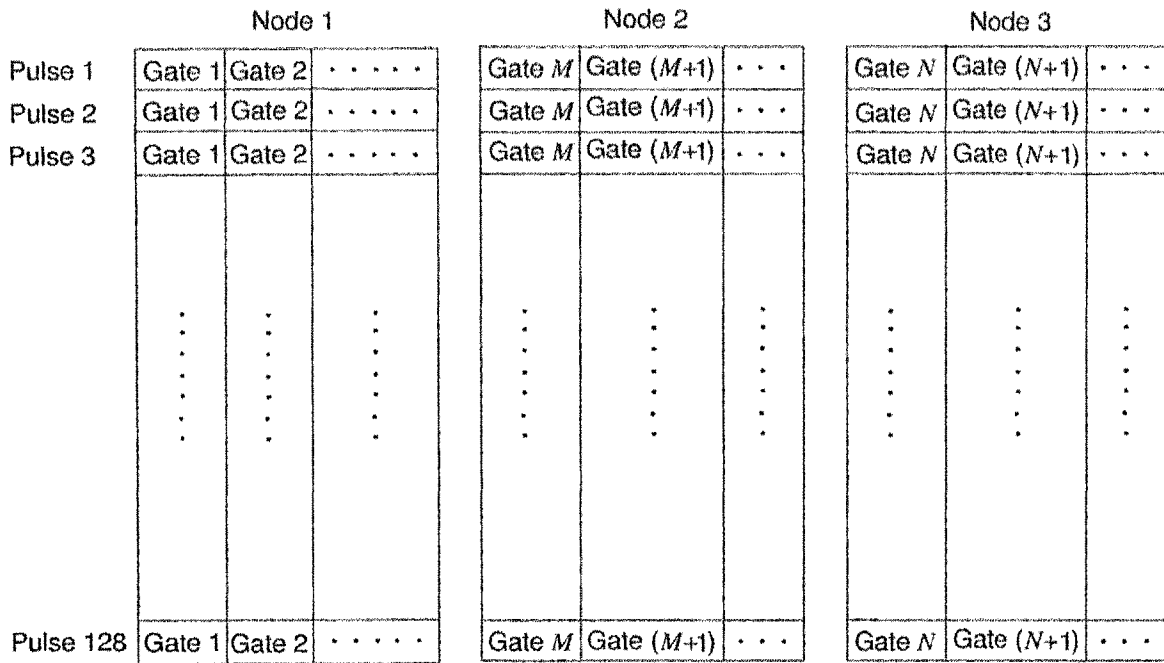 Node 1 Node 2 Node 3
Pulse 1 Gate 1 Gate 2 · · · · · Gate M Gate (M+1) · · · Gate N Gate (N+1) · · ·
Pulse 2 Gate 1 Gate 2 · · · · · Gate M Gate (M+1) · · · Gate N Gate (N+1) · · ·
Pulse 3 Gate 1 Gate 2 · · · · · Gate M Gate (M+1) · · · Gate N Gate (N+1) · · ·
Pulse 128 Gate 1 Gate 2 · · · · · Gate M Gate (M+1) · · · Gate N Gate (N+1) · · ·